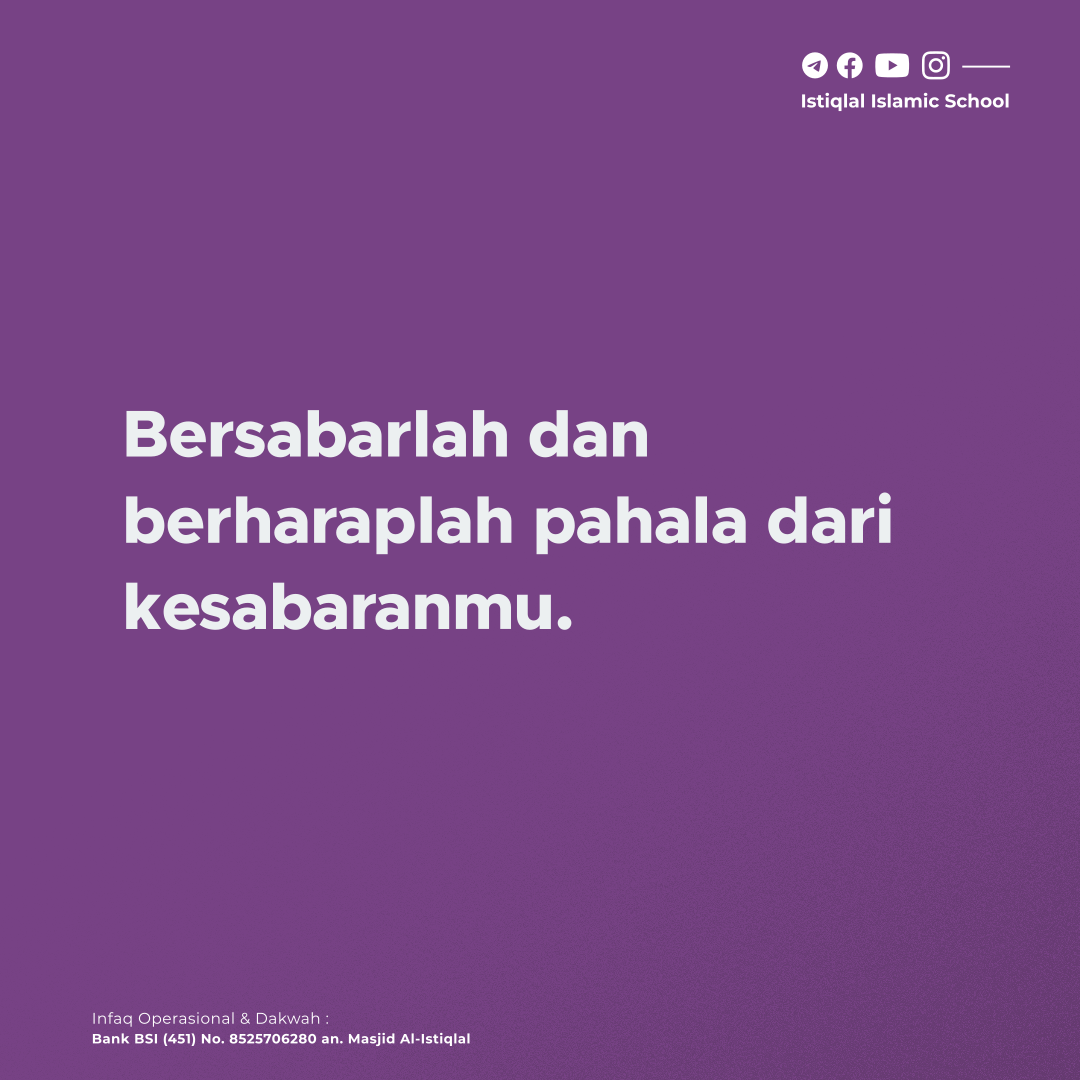 Istiqlal Islamic School
Bersabarlah dan
berharaplah pahala dari
kesabaranmu.
Infaq Operasional & Dakwah :
Bank BSI (451) No. 8525706280 an. Masjid Al-Istiqlal